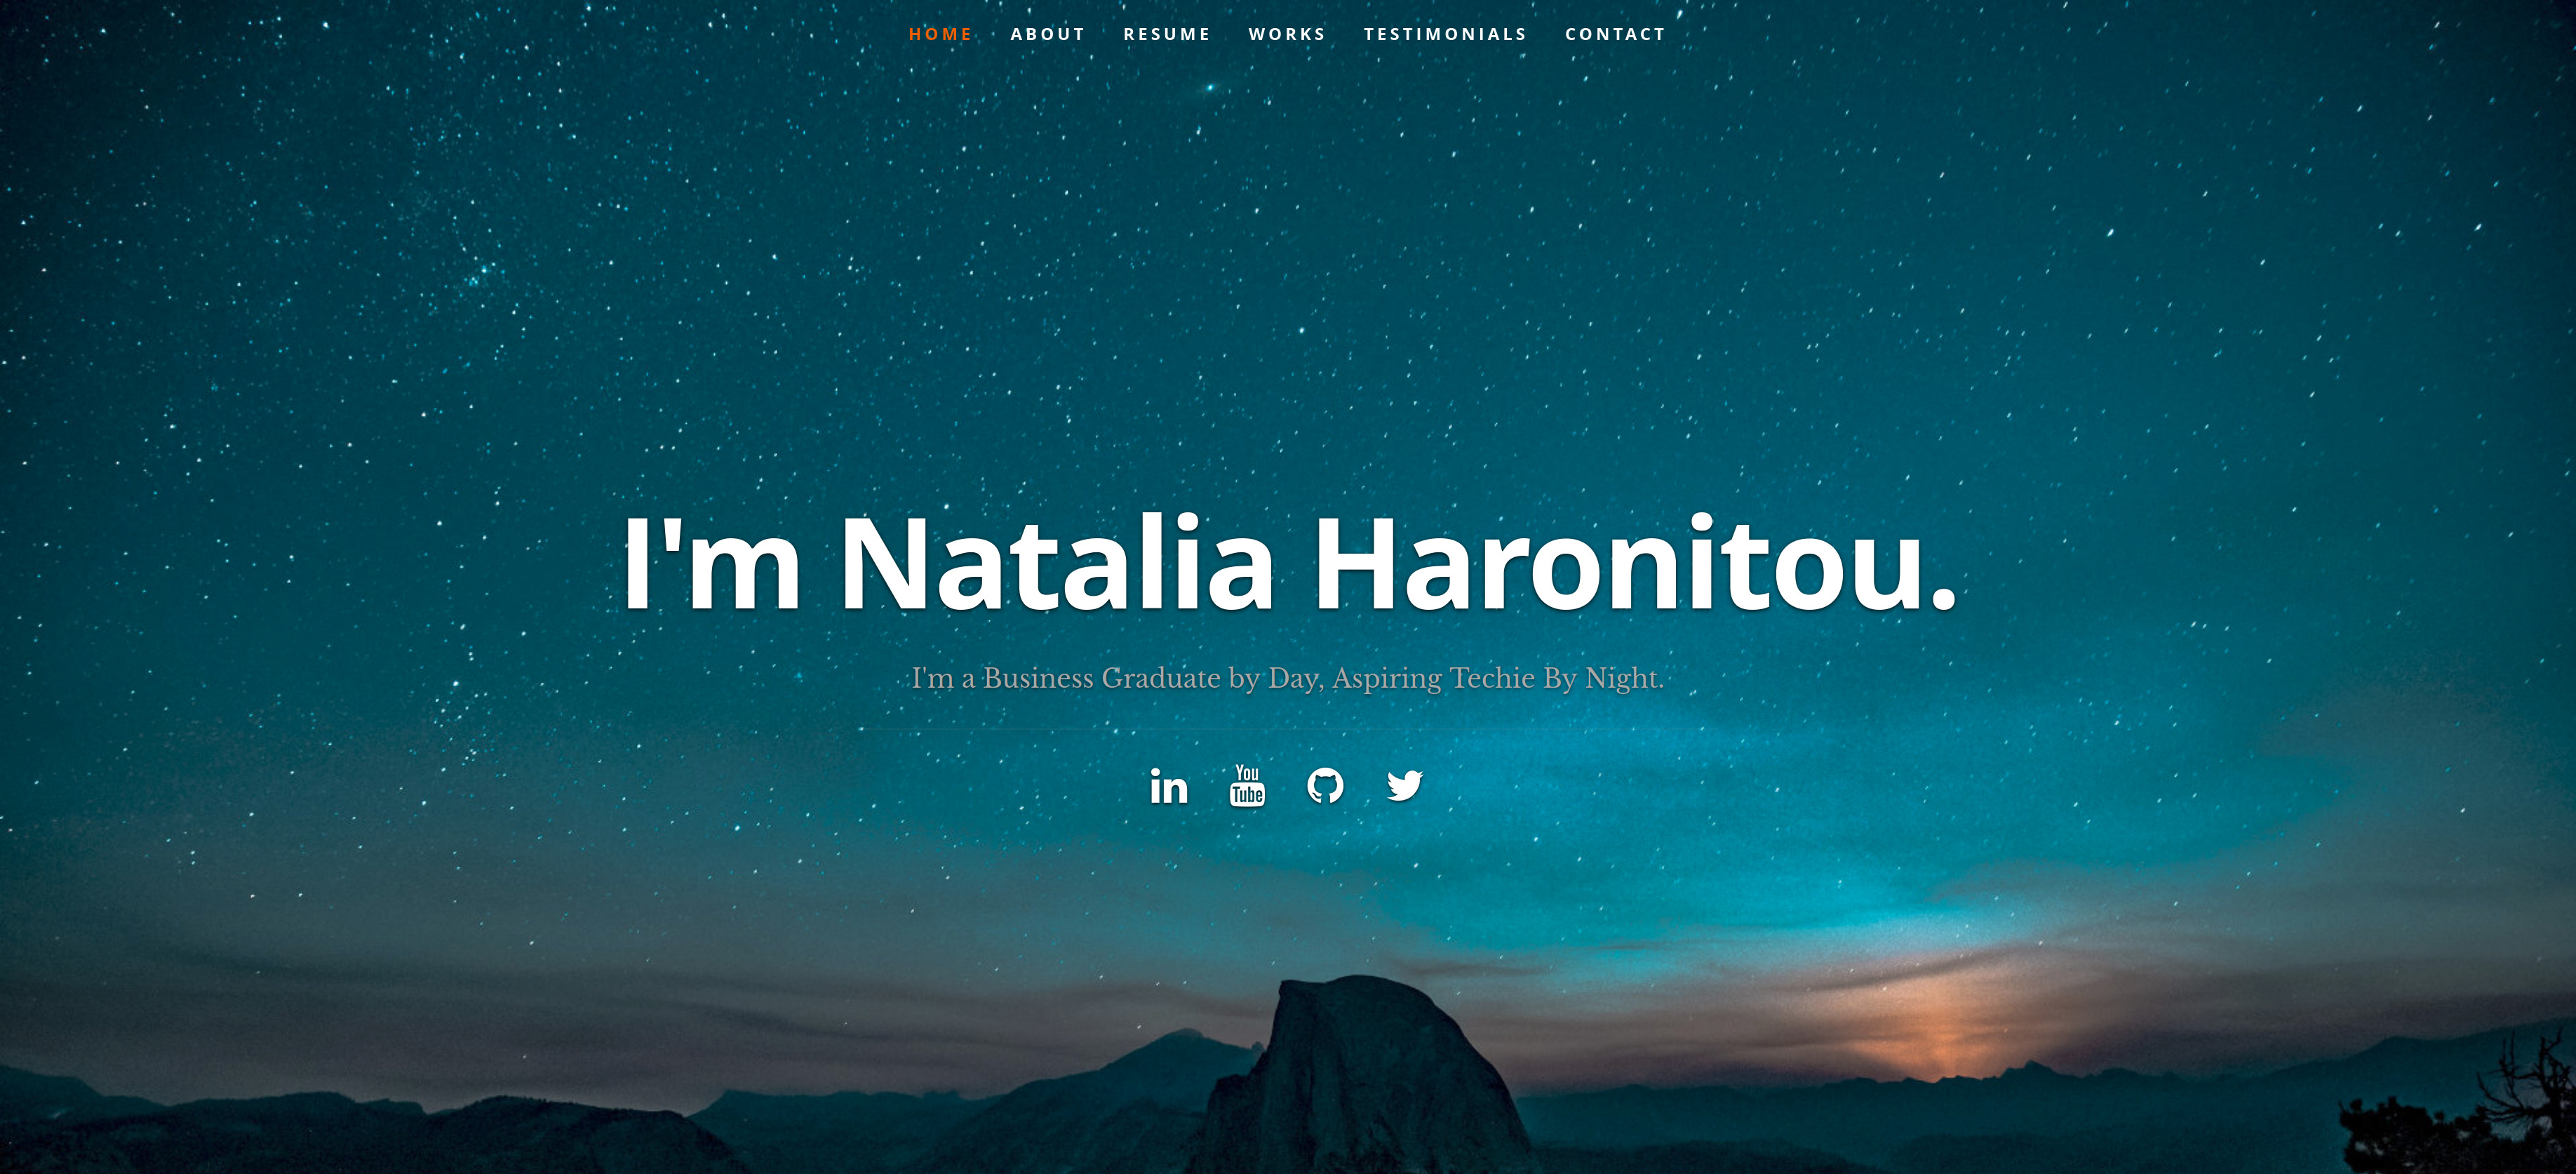 HOME ABOUT RESUME WORKS TESTIMONIALS CONTACT
I'm Natalia Haronitou.
I'm a Business Graduate by Day, Aspiring Techie By Night.
in You
Tube